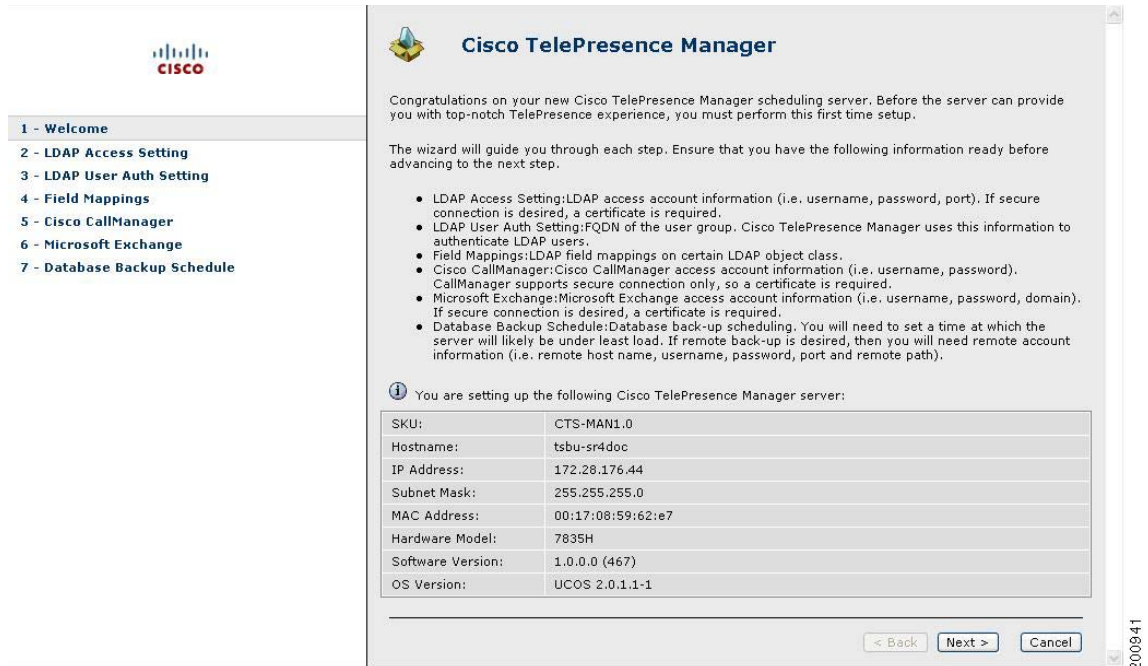 CISCO
1 - Welcome
2 - LDAP Access Setting
3 - LDAP User Auth Setting
4 - Field Mappings
5 - Cisco CallManager
6 - Microsoft Exchange
7 - Database Backup Schedule
Cisco TelePresence Manager
Congratulations on your new Cisco TelePresence Manager scheduling server. Before the server can provide
you with top-notch TelePresence experience, you must perform this first time setup.
The wizard will guide you through each step. Ensure that you have the following information ready before
advancing to the next step.
• LDAP Access Setting:LDAP access account information (i.e. username, password, port). If secure
connection is desired, a certificate is required.
• LDAP User Auth Setting:FQDN of the user group. Cisco TelePresence Manager uses this information to
authenticate LDAP users.
• Field Mappings:LDAP field mappings on certain LDAP object class.
• Cisco CallManager:Cisco CallManager access account information (i.e. username, password).
CallManager supports secure connection only, so a certificate is required.
• Microsoft Exchange:Microsoft Exchange access account information (i.e. username, password, domain).
If secure connection is desired, a certificate is required.
• Database Backup Schedule:Database back-up scheduling. You will need to set a time at which the
server will likely be under least load. If remote back-up is desired, then you will need remote account
information (i.e. remote host name, username, password, port and remote path).
You are setting up the following Cisco TelePresence Manager server:
SKU: CTS-MAN1.0
Hostname: tsbu-sr4doc
IP Address: 172.28.176.44
Subnet Mask: 255.255.255.0
MAC Address: 00:17:08:59:62:e7
Hardware Model: 7835H
Software Version: 1.0.0.0 (467)
OS Version: UCOS 2.0.1.1-1
< Back Next > Cancel
200941